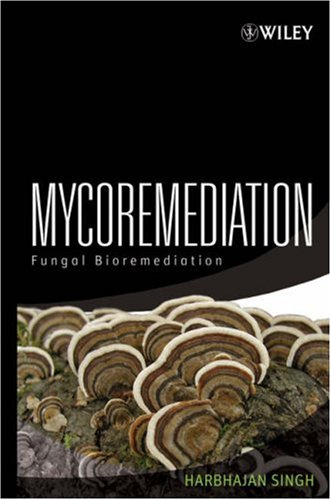 WILEY
MYCOREMEDIATION
Fungal Bioremediation
HARBHAJAN SINGH